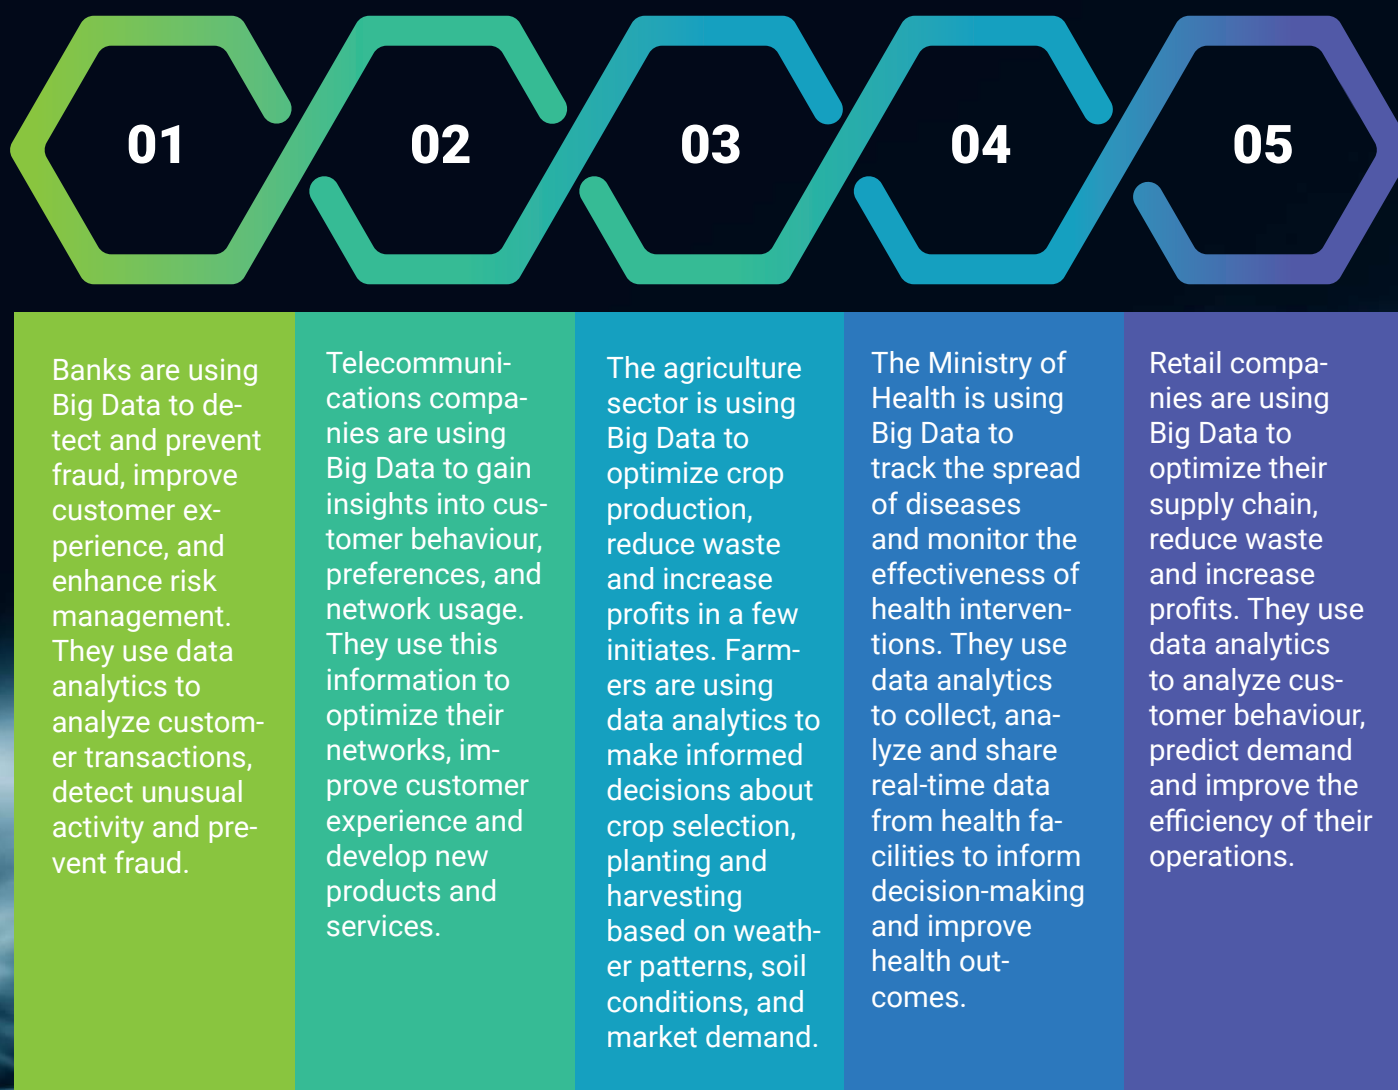 01
02
03
04
05
Banks are using
Big Data to de-
tect and prevent
fraud, improve
customer ex-
perience, and
enhance risk
management.
They use data
analytics to
analyze custom-
er transactions,
detect unusual
activity and pre-
vent fraud.
Telecommuni-
cations compa-
nies are using
Big Data to gain
insights into cus-
tomer behaviour,
preferences, and
network usage.
They use this
information to
optimize their
networks, im-
prove customer
experience and
develop new
products and
services.
The agriculture
sector is using
Big Data to
optimize crop
production,
reduce waste
and increase
profits in a few
initiates. Farm-
ers are using
data analytics to
make informed
decisions about
crop selection,
planting and
harvesting
based on weath-
er patterns, soil
conditions, and
market demand.
The Ministry of
Health is using
Big Data to
track the spread
of diseases
and monitor the
effectiveness of
health interven-
tions. They use
data analytics
to collect, ana-
lyze and share
real-time data
from health fa-
cilities to inform
decision-making
and improve
health out-
comes.
Retail compa-
nies are using
Big Data to
optimize their
supply chain,
reduce waste
and increase
profits. They use
data analytics
to analyze cus-
tomer behaviour,
predict demand
and improve the
efficiency of their
operations.